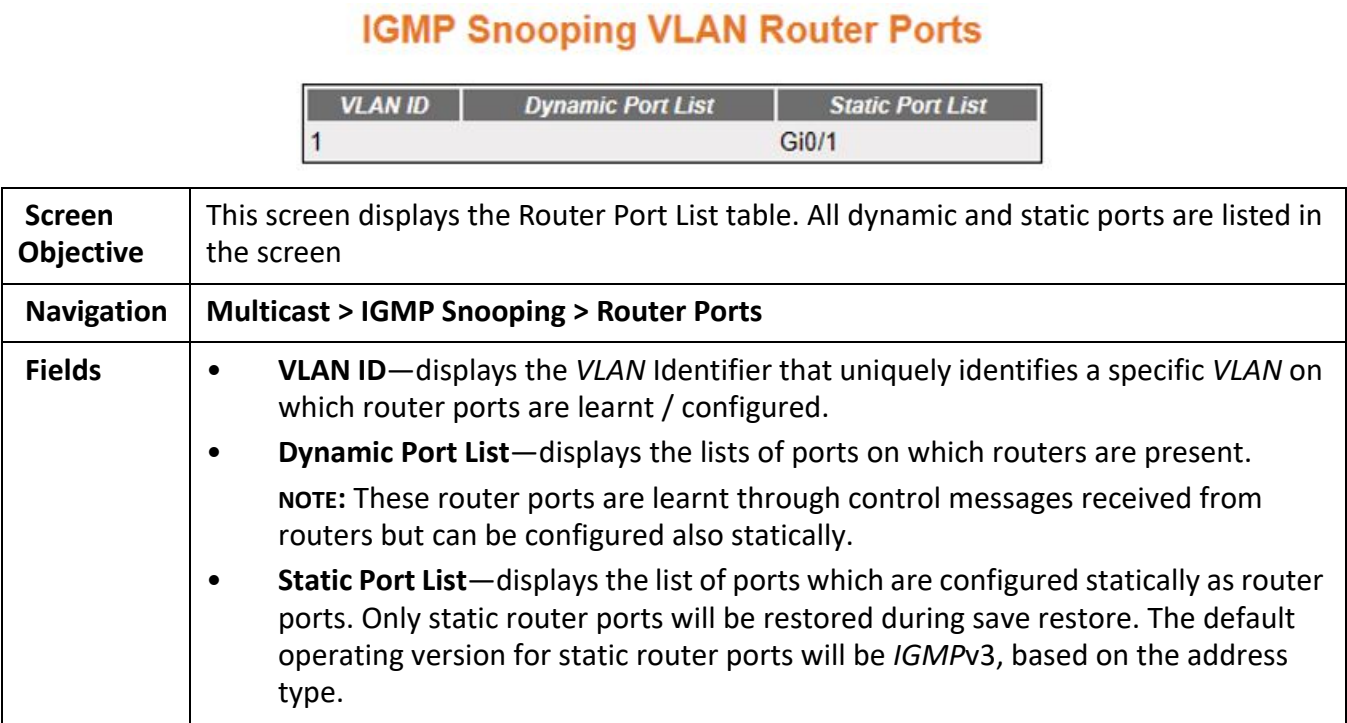 IGMP Snooping VLAN Router Ports
VLAN ID Dynamic Port List Static Port List
1 Gi0/1
Screen Objective This screen displays the Router Port List table. All dynamic and static ports are listed in
the screen
Navigation Multicast > IGMP Snooping > Router Ports
Fields • VLAN ID—displays the VLAN Identifier that uniquely identifies a specific VLAN on
which router ports are learnt / configured.
• Dynamic Port List—displays the lists of ports on which routers are present.
NOTE: These router ports are learnt through control messages received from
routers but can be configured also statically.
• Static Port List—displays the list of ports which are configured statically as router
ports. Only static router ports will be restored during save restore. The default
operating version for static router ports will be IGMPv3, based on the address
type.